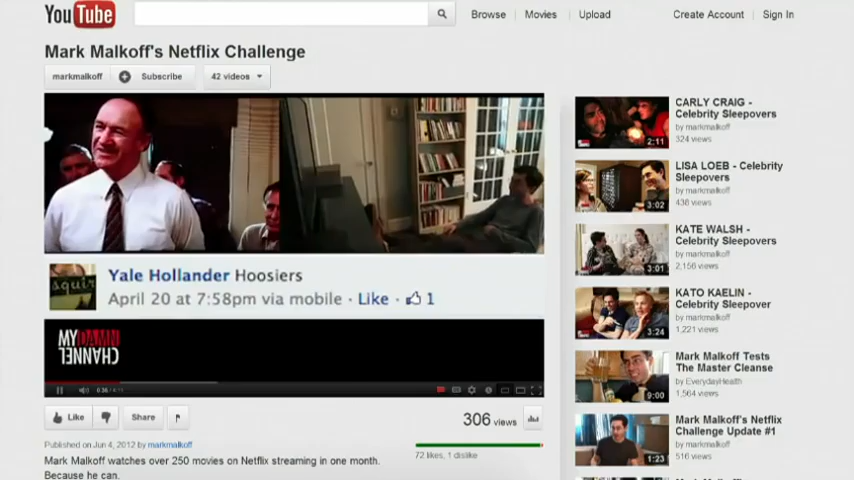 YouTube
Browse Movies Upload Create Account Sign In
Mark Malkoff's Netflix Challenge
markmalkoff Subscribe 42 videos
Yale Hollander Hoosiers
April 20 at 7:58pm via mobile · Like · 1
MY DAMN
CHANNEL
Like Share 306 views
Published on Jun 4, 2012 by markmalkoff
72 likes, 1 dislike
Mark Malkoff watches over 250 movies on Netflix streaming in one month.
Because he can.
CARLY CRAIG -
Celebrity Sleepovers
by markmalkoff
324 views
2:11
LISA LOEB - Celebrity
Sleepovers
by markmalkoff
436 views
3:02
KATE WALSH -
Celebrity Sleepovers
by markmalkoff
2,156 views
3:01
KATO KAELIN -
Celebrity Sleepover
by markmalkoff
1,221 views
3:24
Mark Malkoff Tests
The Master Cleanse
by EverydayHealth
1,564 views
9:00
Mark Malkoff's Netflix
Challenge Update #1
by markmalkoff
516 views
1:23